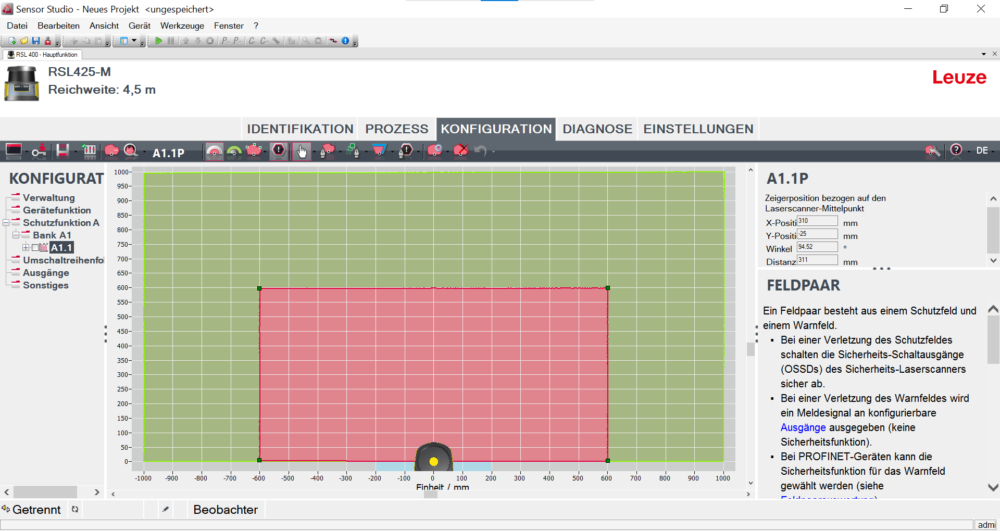 Sensor Studio - Neues Projekt  <ungespeichert>
Datei Bearbeiten Ansicht Gerät Werkzeuge Fenster ?
RSL 400 - Hauptfunktion
RSL425-M
Reichweite: 4,5 m
Leuze
IDENTIFIKATION PROZESS KONFIGURATION DIAGNOSE EINSTELLUNGEN
A1.1P
DE
KONFIGURAT
Verwaltung
Gerätefunktion
Schutzfunktion A
Bank A1
A1.1
Umschaltreihenfol
Ausgänge
Sonstiges
1000
950
900
850
800
750
700
650
600
550
500
450
400
350
300
250
200
150
100
50
0
-1000 -900 -800 -700 -600 -500 -400 -300 -200 -100 0 100 200 300 400 500 600 700 800 900 1000
Einheit / mm
A1.1P
Zeigerposition bezogen auf den
Laserscanner-Mittelpunkt
X-Positi 310 mm
Y-Positi -25 mm
Winkel 94.52 °
Distanz 311 mm
FELDPAAR
Ein Feldpaar besteht aus einem Schutzfeld und
einem Warnfeld.
▪ Bei einer Verletzung des Schutzfeldes
schalten die Sicherheits-Schaltausgänge
(OSSDs) des Sicherheits-Laserscanners
sicher ab.
▪ Bei einer Verletzung des Warnfeldes wird
ein Meldesignal an konfigurierbare
Ausgänge ausgegeben (keine
Sicherheitsfunktion).
▪ Bei PROFINET-Geräten kann die
Sicherheitsfunktion für das Warnfeld
gewählt werden (siehe
Getrennt
Beobachter
admi